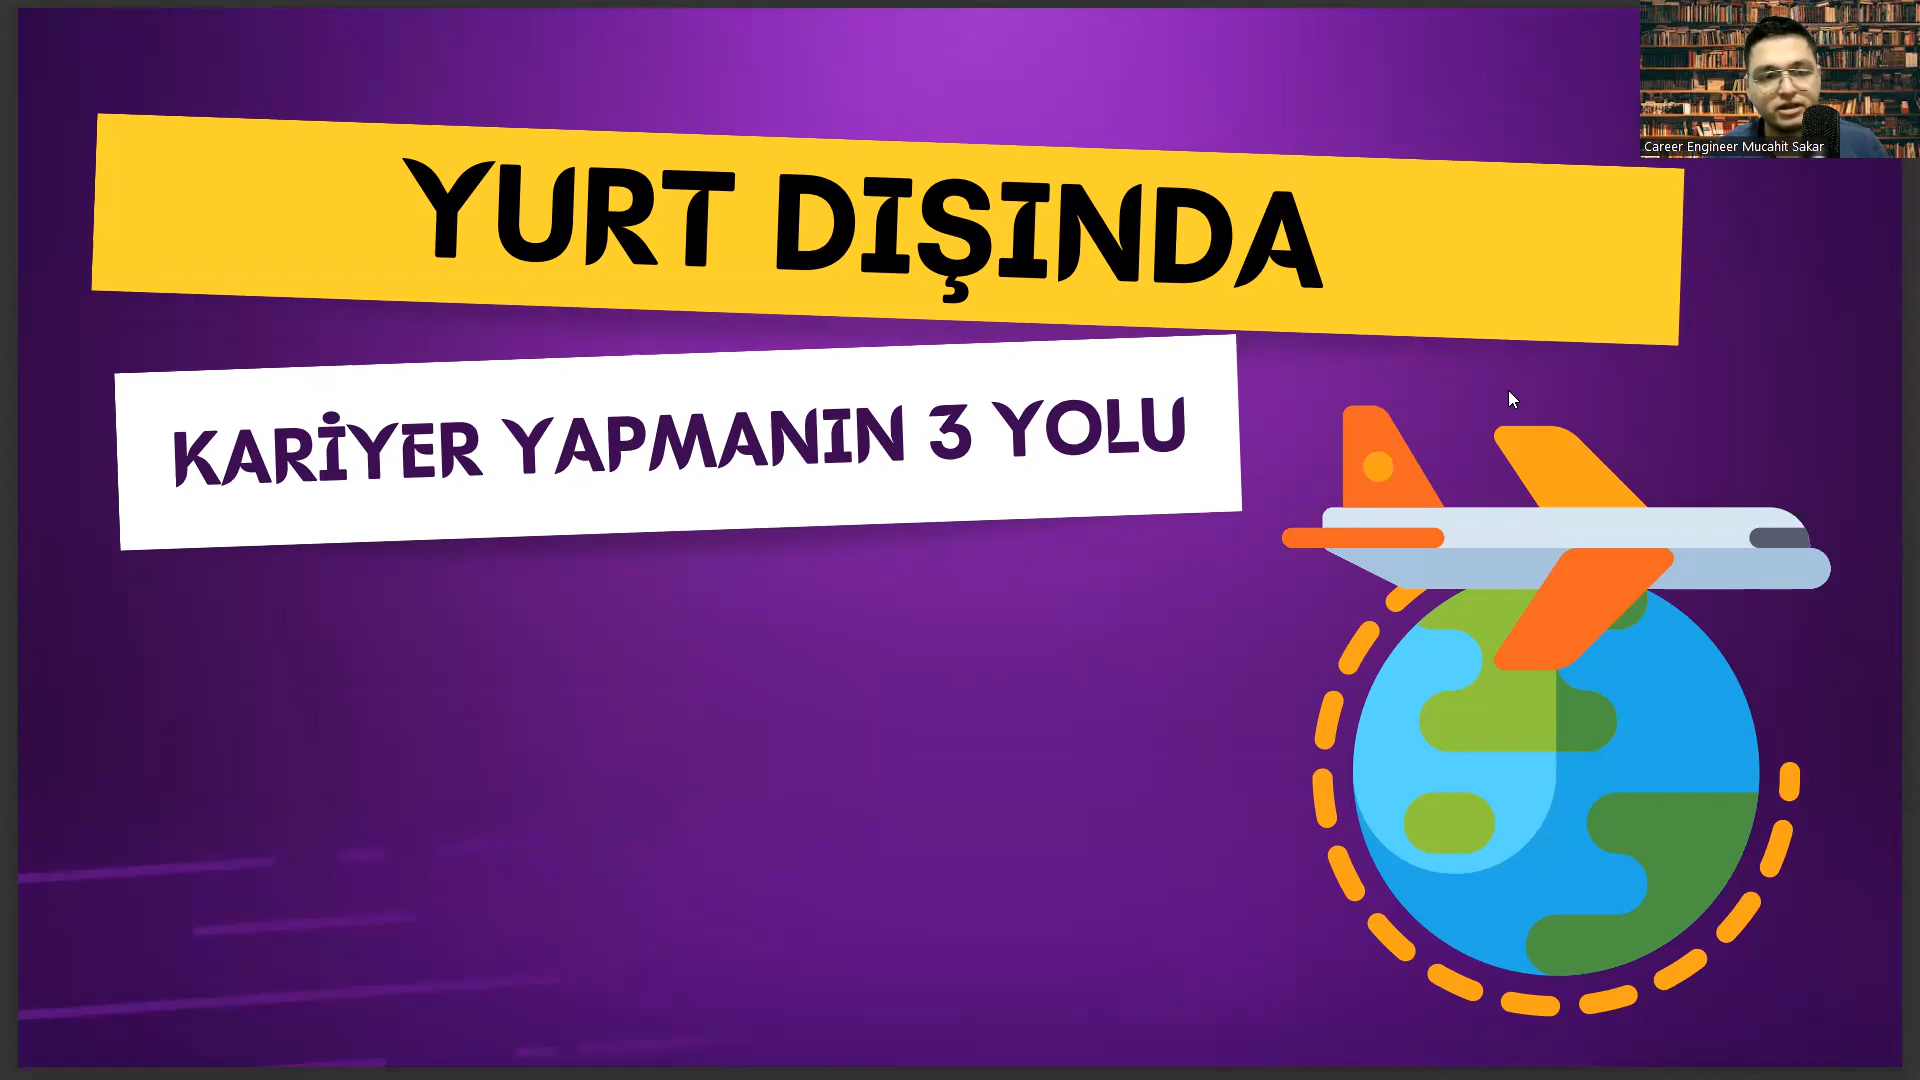 YURT DIŞINDA
KARİYER YAPMANIN 3 YOLU
Career Engineer Mucahit Sakar